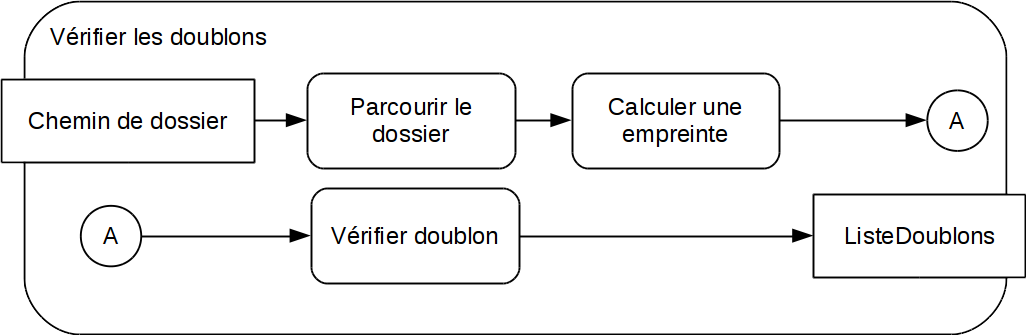 Vérifier les doublons
Chemin de dossier
Parcourir le
dossier
Calculer une
empreinte
A
A
Vérifier doublon
ListeDoublons